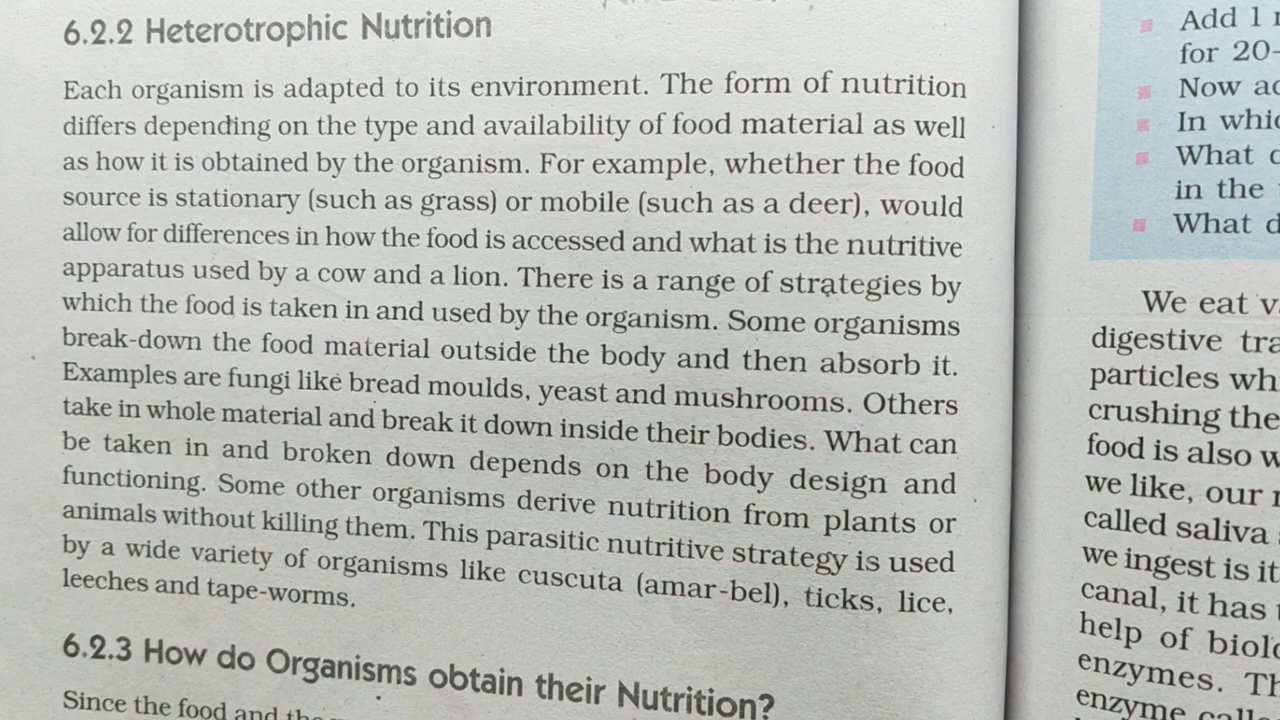 6.2.2 Heterotrophic Nutrition
Each organism is adapted to its environment. The form of nutrition
differs depending on the type and availability of food material as well
as how it is obtained by the organism. For example, whether the food
source is stationary (such as grass) or mobile (such as a deer), would
allow for differences in how the food is accessed and what is the nutritive
apparatus used by a cow and a lion. There is a range of strategies by
which the food is taken in and used by the organism. Some organisms
break-down the food material outside the body and then absorb it.
Examples are fungi like bread moulds, yeast and mushrooms. Others
take in whole material and break it down inside their bodies. What can
be taken in and broken down depends on the body design and
functioning. Some other organisms derive nutrition from plants or
animals without killing them. This parasitic nutritive strategy is used
by a wide variety of organisms like cuscuta (amar-bel), ticks, lice,
leeches and tape-worms.
6.2.3 How do Organisms obtain their Nutrition?
Since the food and
Add 1
for 20-
Now
In
What
in the
What
We eat
digestive
particles
crushing the
food is also
we like, our
called saliva
we ingest is it
canal, it has
help of
enzymes.
enzyme